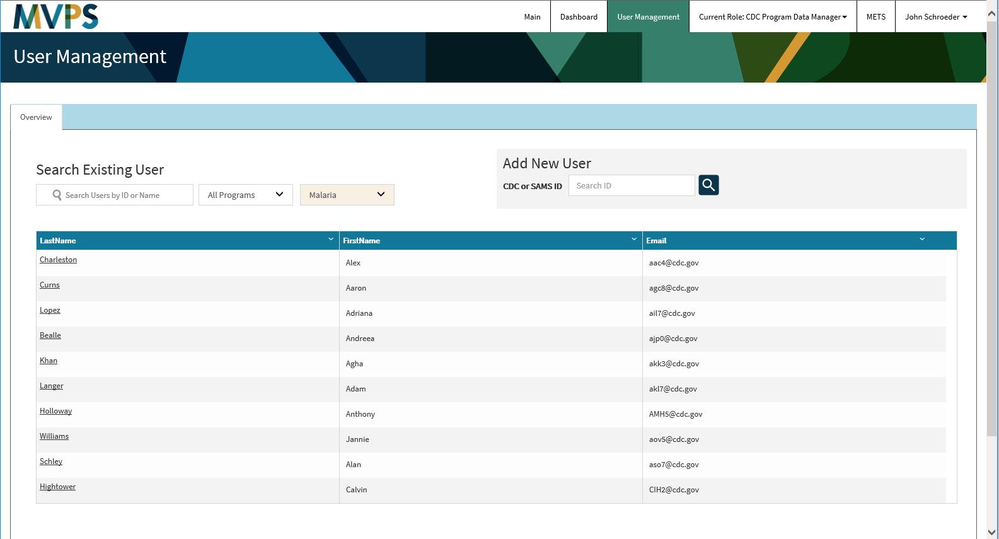 MVPS
Main Dashboard User Management Current Role: CDC Program Data Manager METS John Schroeder
User Management
Overview
Search Existing User
Search Users by ID or Name All Programs Malaria
Add New User
CDC or SAMS ID Search ID
LastName FirstName Email
Charleston Alex aac4@cdc.gov
Curns Aaron agc8@cdc.gov
Lopez Adriana ail7@cdc.gov
Bealle Andreea ajp0@cdc.gov
Khan Agha akk3@cdc.gov
Langer Adam akl7@cdc.gov
Holloway Anthony AMH5@cdc.gov
Williams Jannie aov5@cdc.gov
Schley Alan aso7@cdc.gov
Hightower Calvin CIH2@cdc.gov